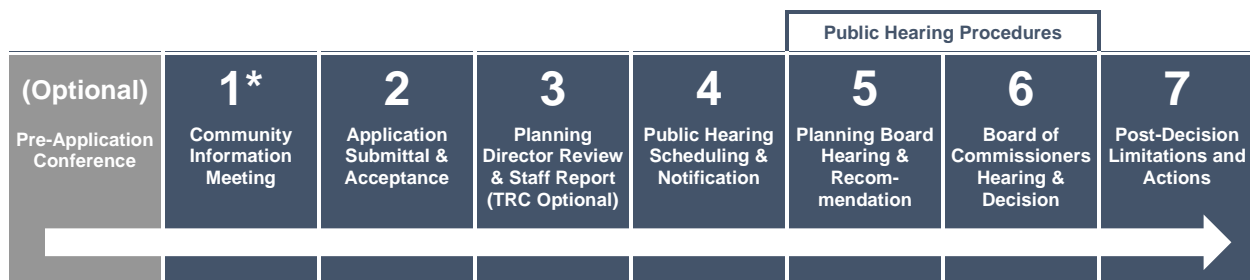 Public Hearing Procedures
(Optional)
Pre-Application
Conference
1*
Community
Information
Meeting
2
Application
Submittal &
Acceptance
3
Planning
Director Review
& Staff Report
(TRC Optional)
4
Public Hearing
Scheduling &
Notification
5
Planning Board
Hearing &
Recom-
mendation
6
Board of
Commissioners
Hearing &
Decision
7
Post-Decision
Limitations and
Actions